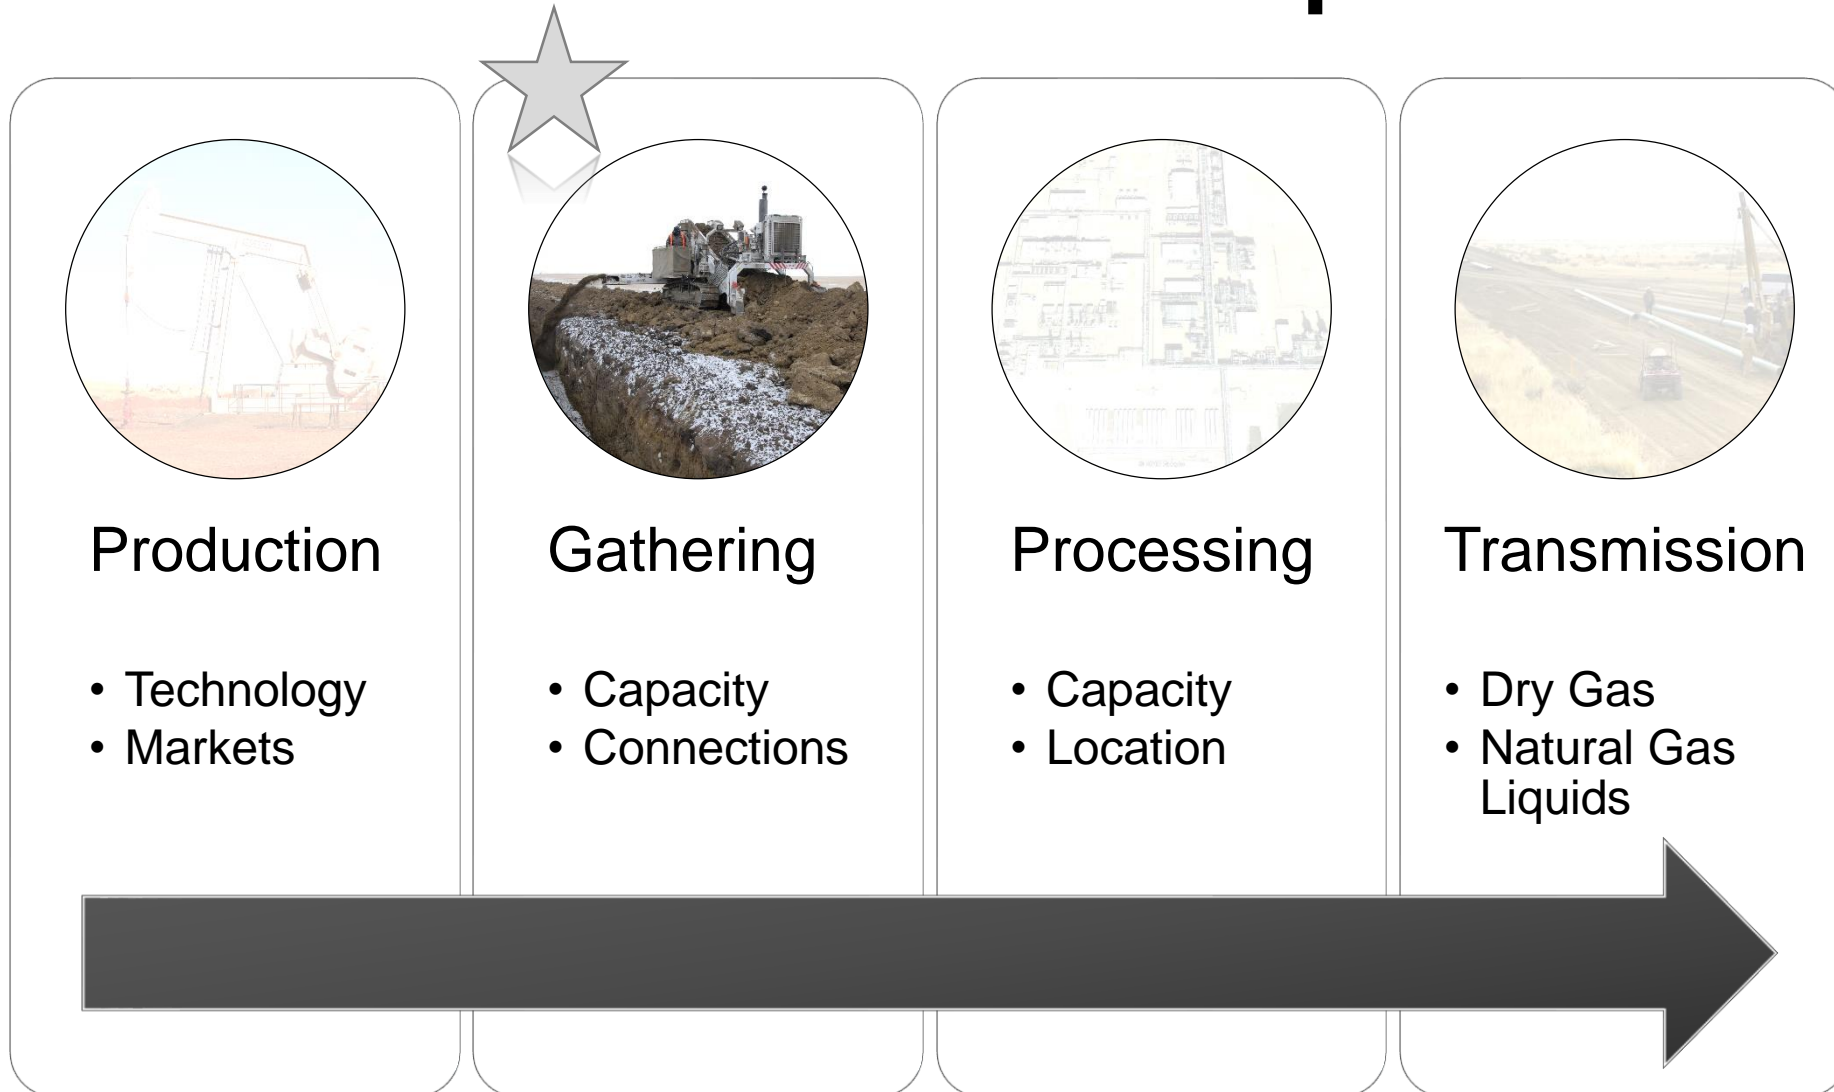 Production
• Technology
• Markets
Gathering
• Capacity
• Connections
Processing
• Capacity
• Location
Transmission
• Dry Gas
• Natural Gas
Liquids